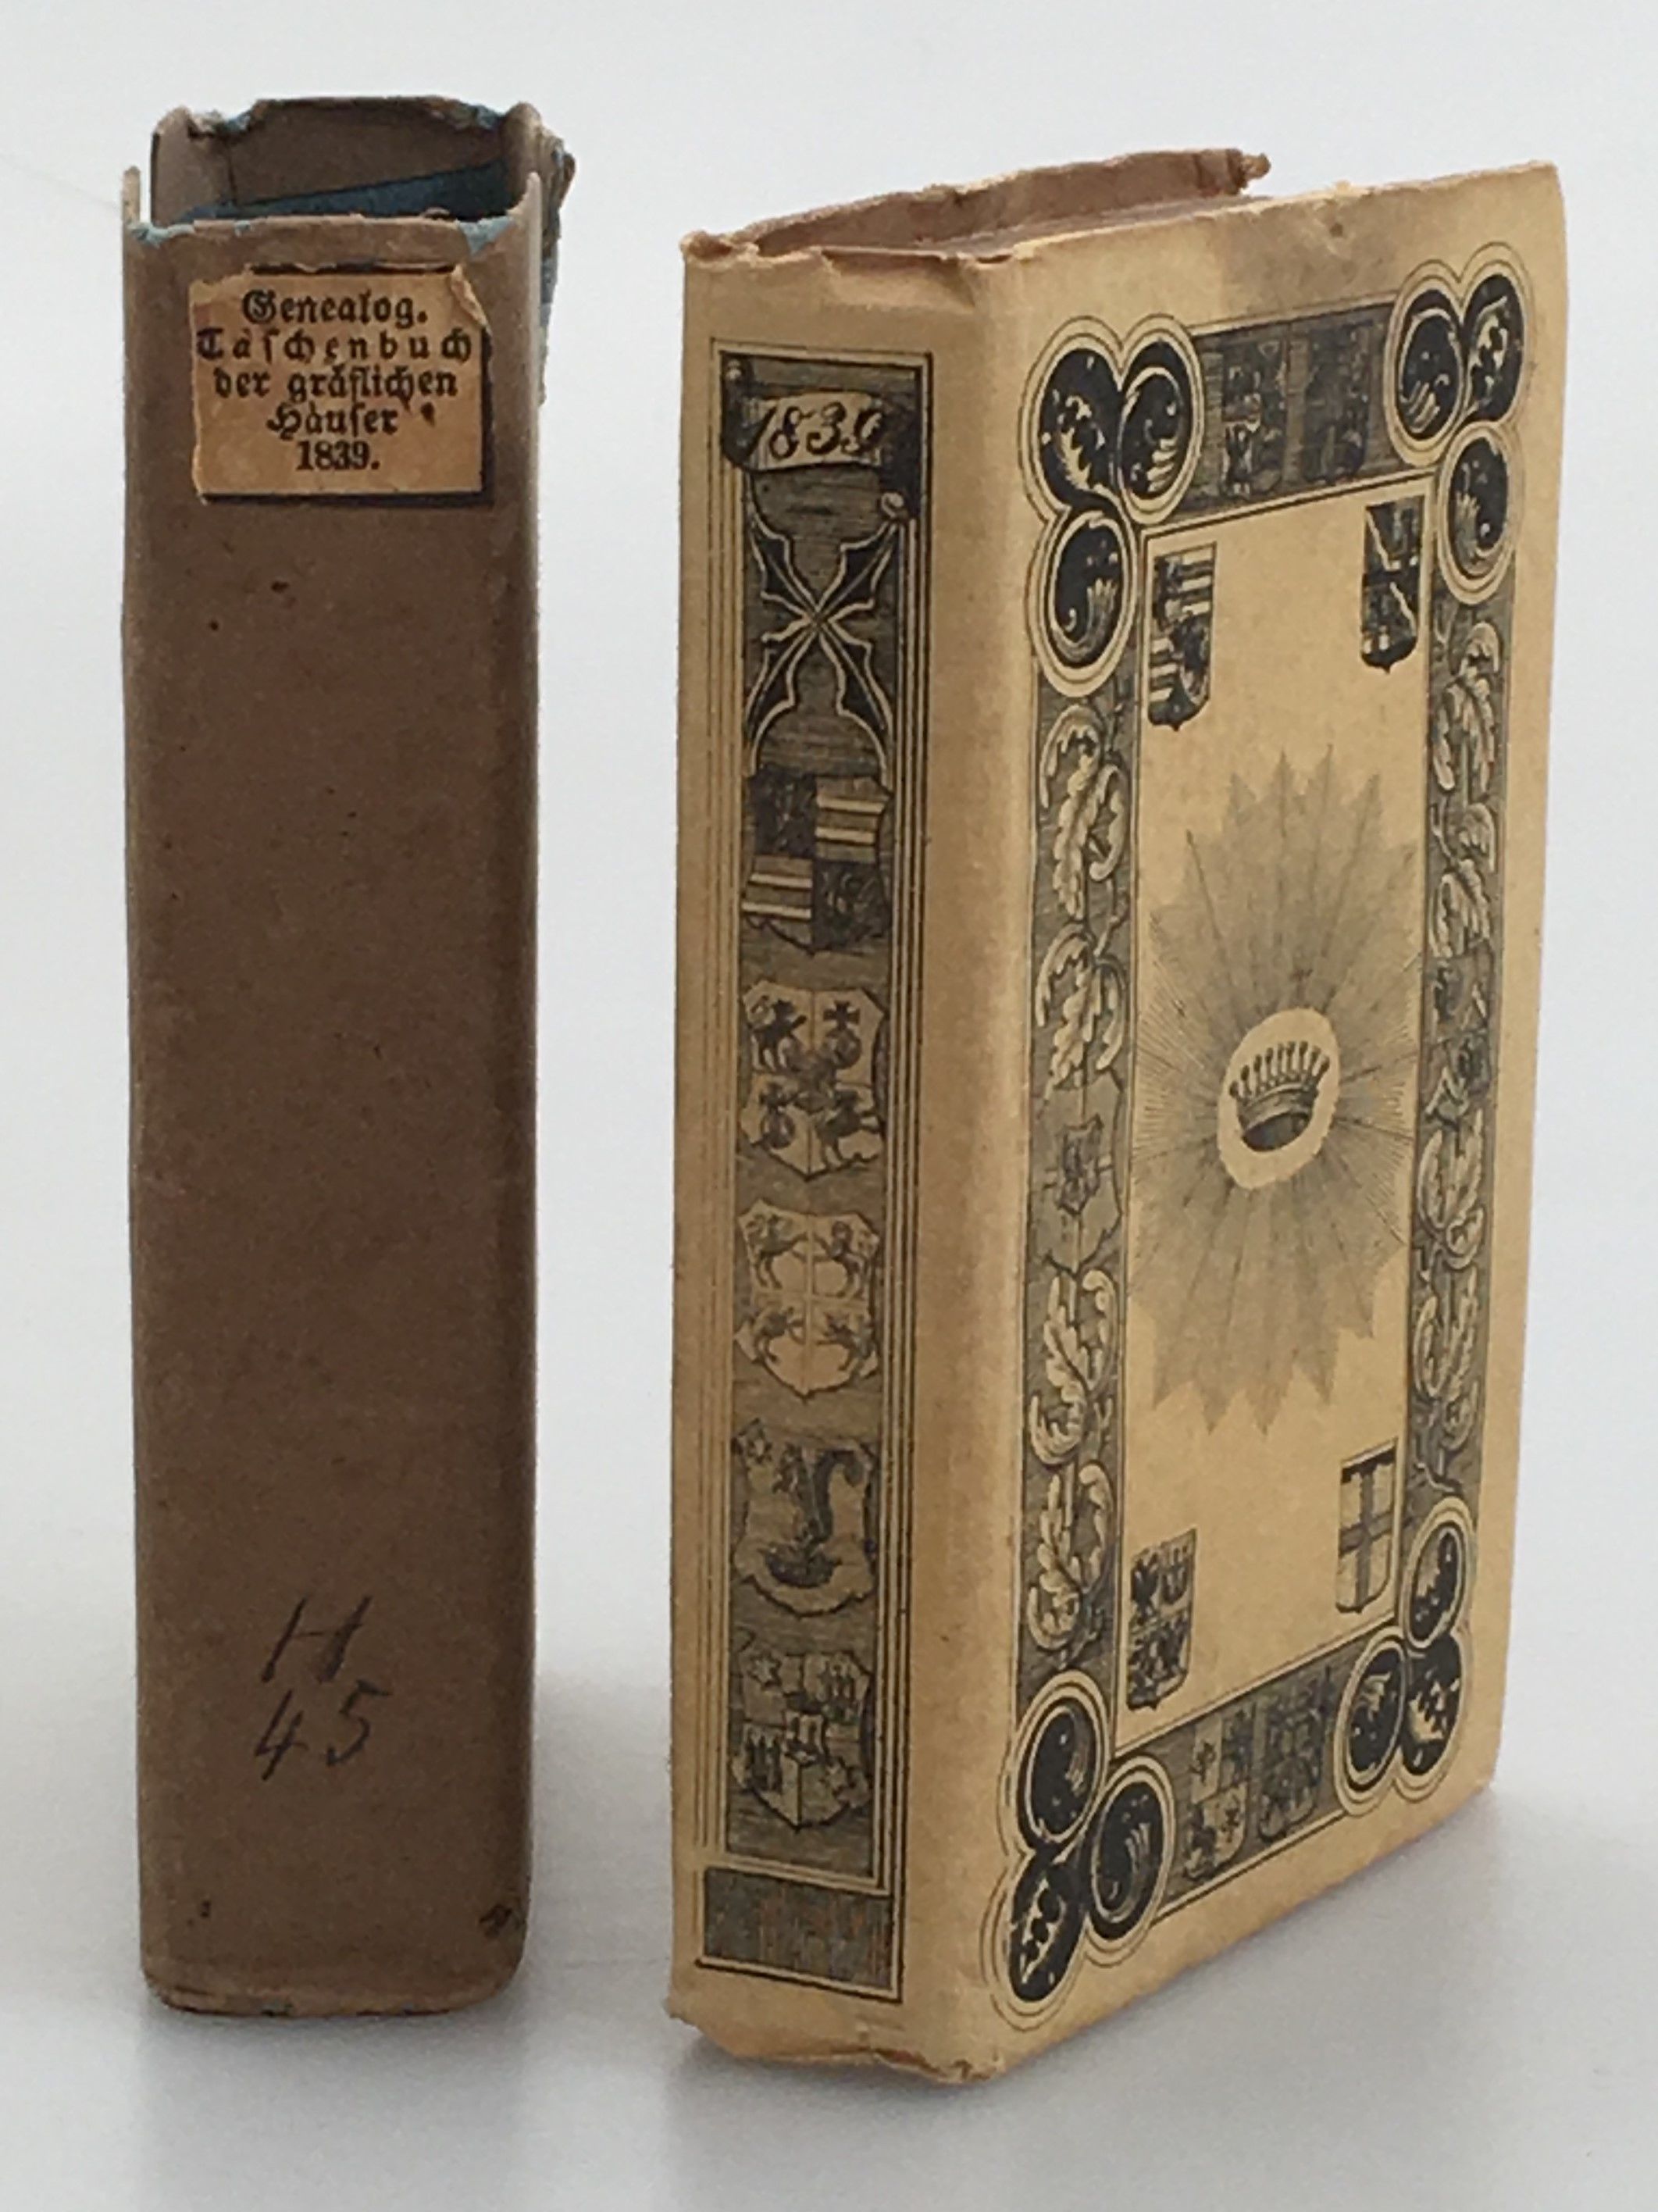 Genealog.
Taschenbuch
der gräflichen
Häuser
1839.
H
45
1839